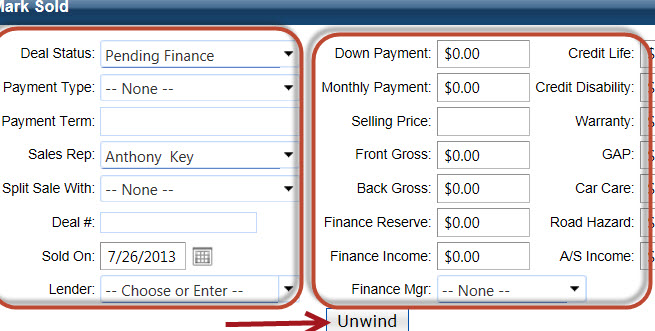 Mark Sold
Deal Status: Pending Finance Down Payment: $0.00 Credit Life:
Payment Type: -- None -- Monthly Payment: $0.00 Credit Disability:
Payment Term: Selling Price: Warranty:
Sales Rep: Anthony Key Front Gross: $0.00 GAP:
Split Sale With: -- None -- Back Gross: $0.00 Car Care:
Deal #: Finance Reserve: $0.00 Road Hazard:
Sold On: 7/26/2013 Finance Income: $0.00 A/S Income:
Lender: -- Choose or Enter -- Finance Mgr: -- None --
Unwind